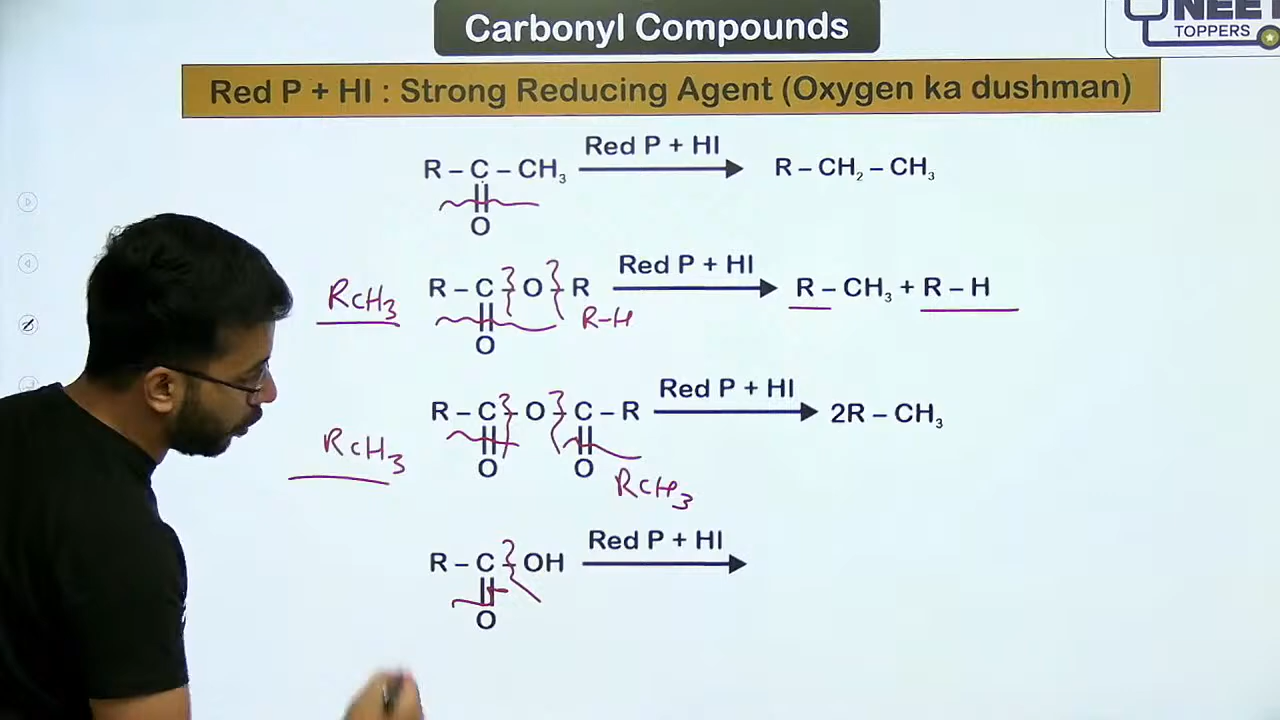 Carbonyl Compounds
NEET
TOPPERS
Red P + HI : Strong Reducing Agent (Oxygen ka dushman)
R – C – CH₃ Red P + HI R – CH₂ – CH₃
O
RCH₃ R – C – O – R Red P + HI R – CH₃ + R – H
R–H
O
R – C – O – C – R Red P + HI 2R – CH₃
RCH₃ O O
RCH₃
R – C – OH Red P + HI
O